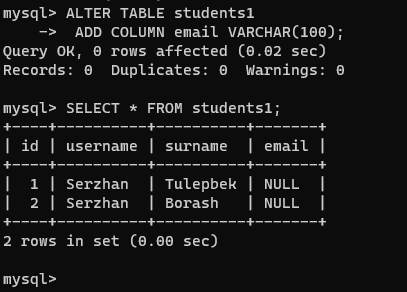 mysql> ALTER TABLE students1
    ->  ADD COLUMN email VARCHAR(100);
Query OK, 0 rows affected (0.02 sec)
Records: 0  Duplicates: 0  Warnings: 0

mysql> SELECT * FROM students1;
+----+----------+----------+-------+
| id | username | surname  | email |
+----+----------+----------+-------+
|  1 | Serzhan  | Tulepbek | NULL  |
|  2 | Serzhan  | Borash   | NULL  |
+----+----------+----------+-------+
2 rows in set (0.00 sec)

mysql>